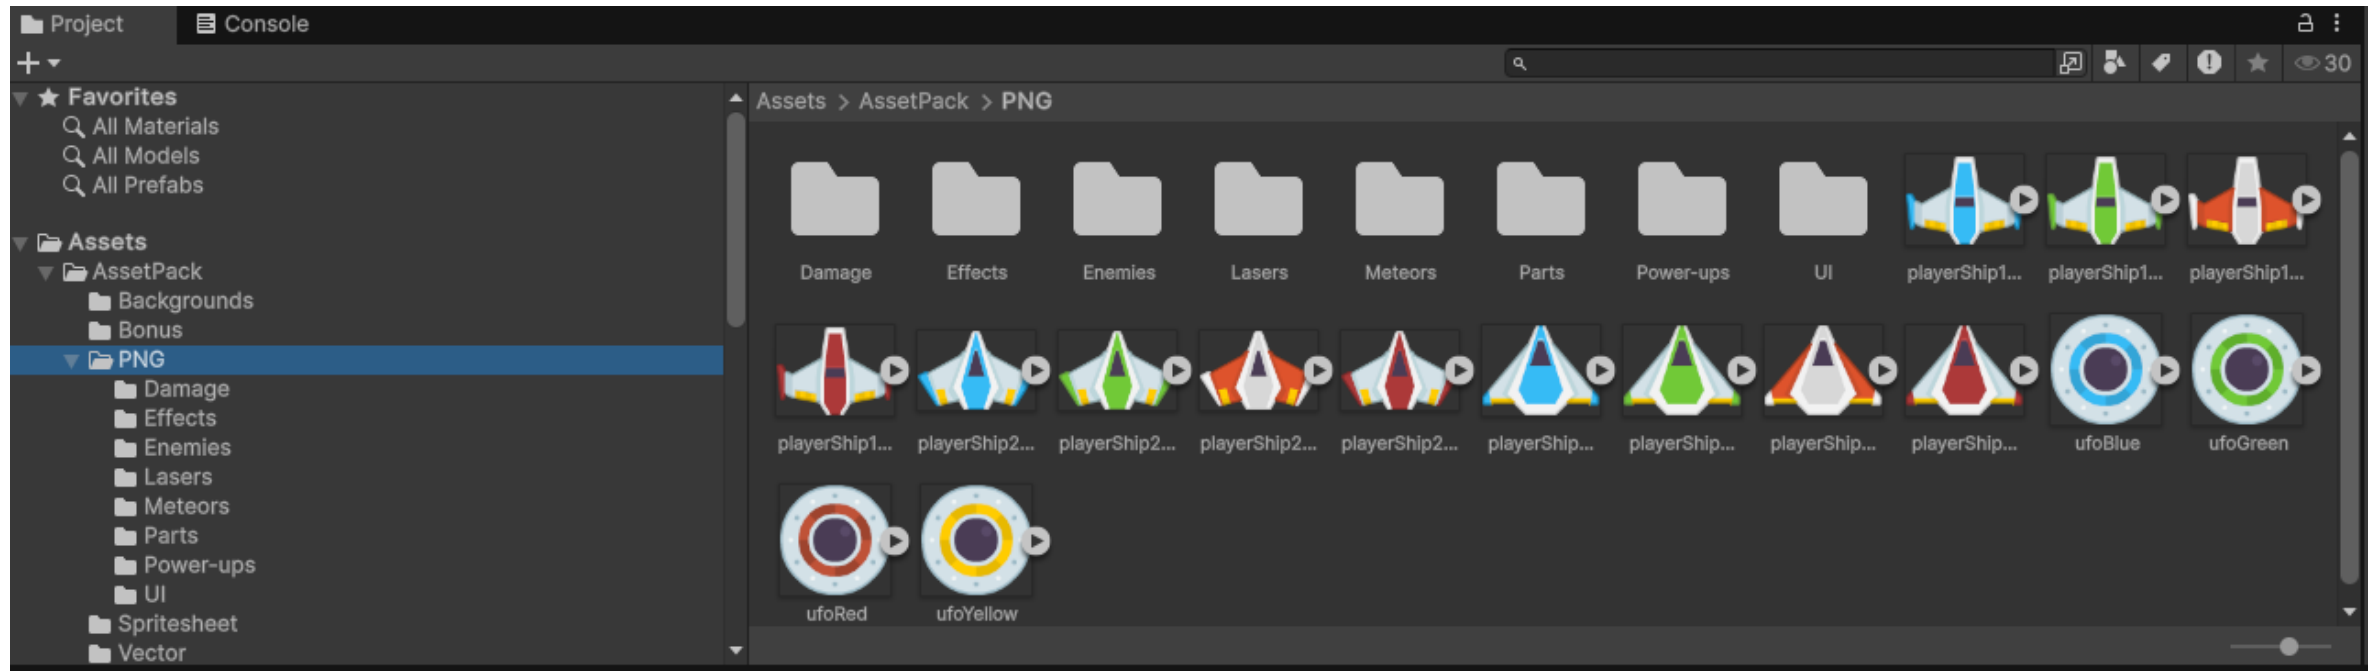 Project
Console
30
Favorites
All Materials
All Models
All Prefabs
Assets
AssetPack
Backgrounds
Bonus
PNG
Damage
Effects
Enemies
Lasers
Meteors
Parts
Power-ups
UI
Spritesheet
Vector
Assets > AssetPack > PNG
Damage Effects Enemies Lasers Meteors Parts Power-ups UI playerShip1... playerShip1... playerShip1...
playerShip1... playerShip2... playerShip2... playerShip2... playerShip2... playerShip... playerShip... playerShip... playerShip... ufoBlue ufoGreen
ufoRed ufoYellow